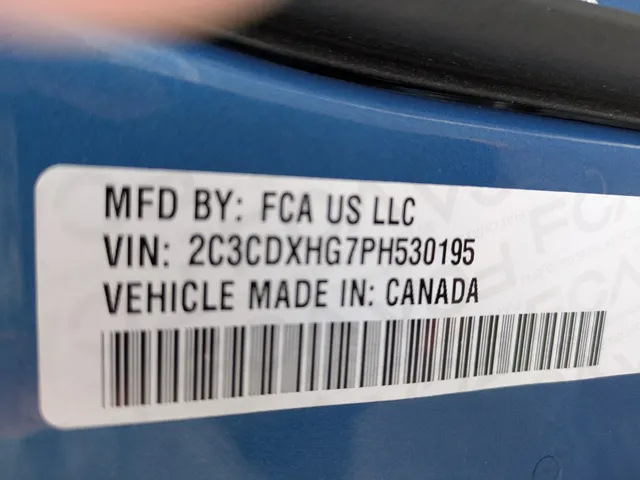 MFD BY: FCA US LLC
VIN: 2C3CDXHG7PH530195
VEHICLE MADE IN: CANADA